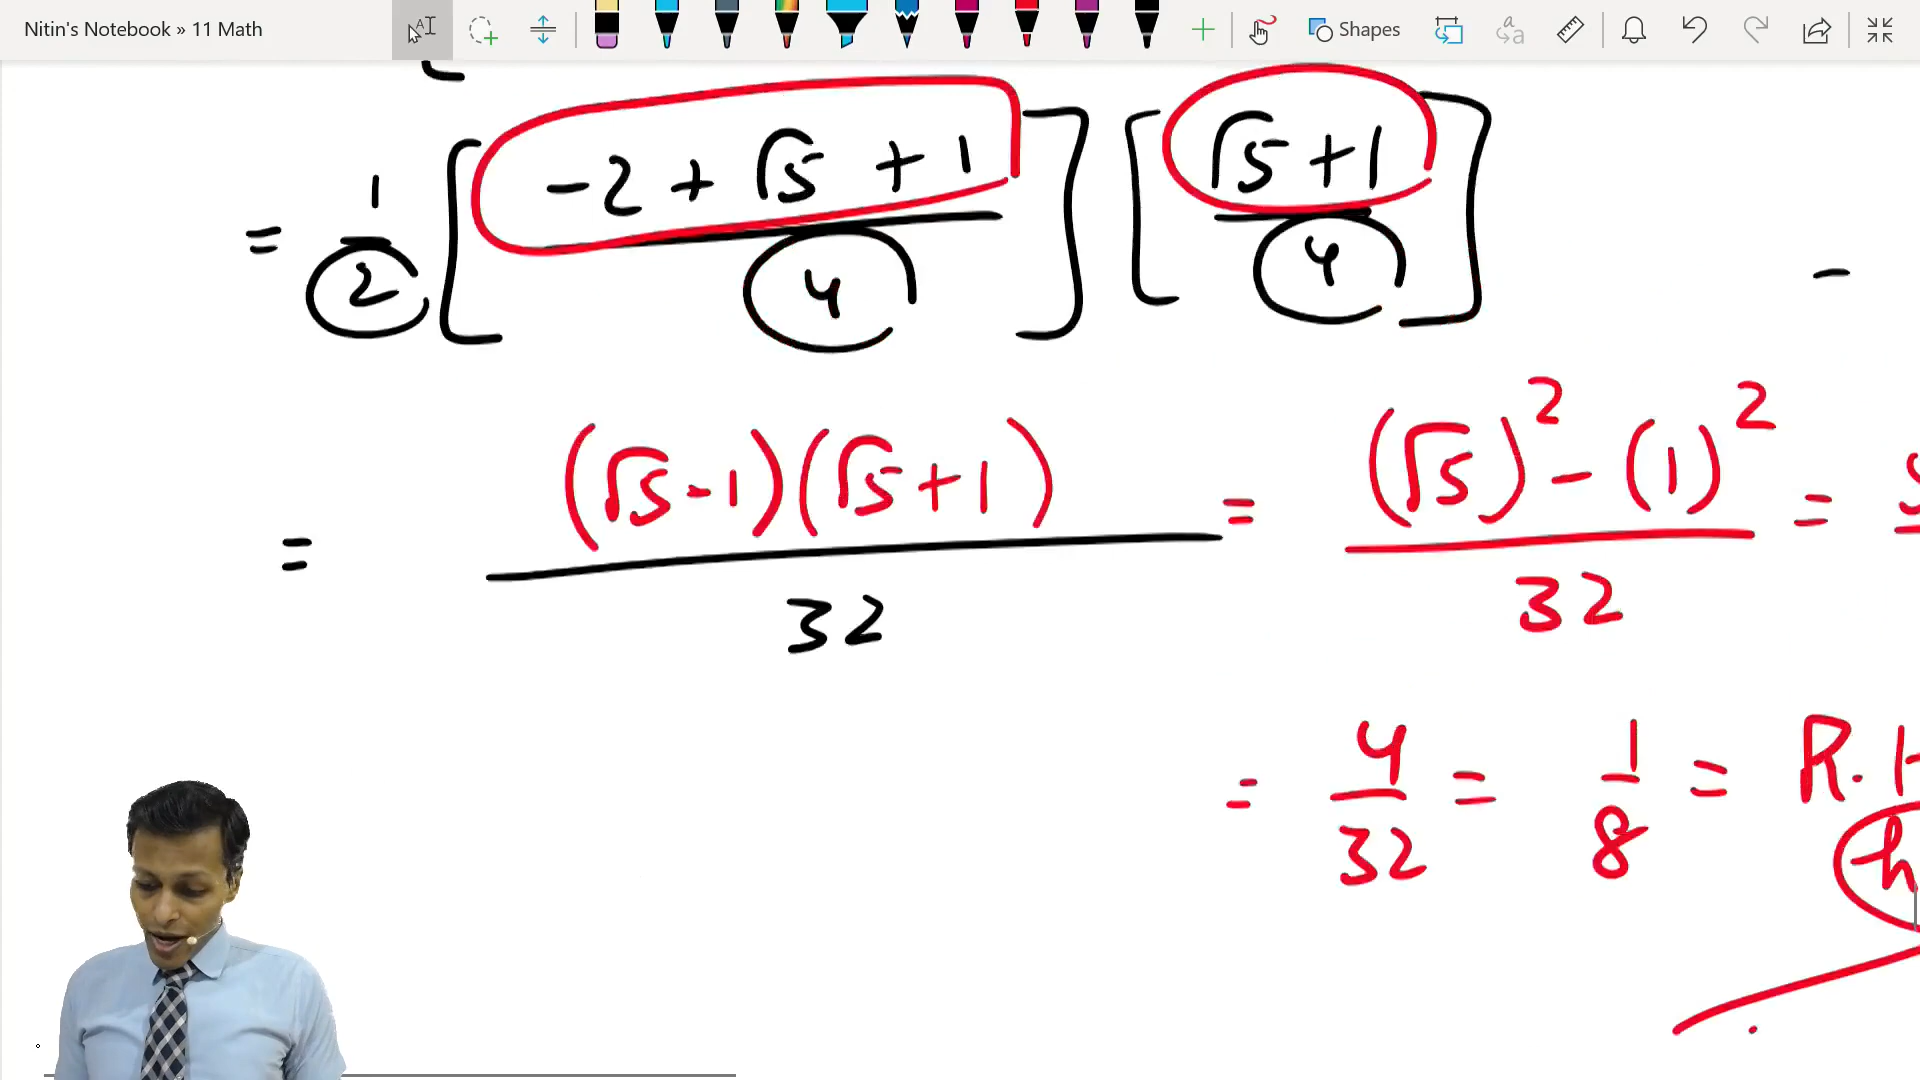 Nitin's Notebook » 11 Math
Shapes
= 1/2 [(-2 + √5 + 1)/4] [(√5 + 1)/4] -
= (√5 - 1)(√5 + 1)/32 = ((√5)² - (1)²)/32 =
= 4/32 = 1/8 = R.H